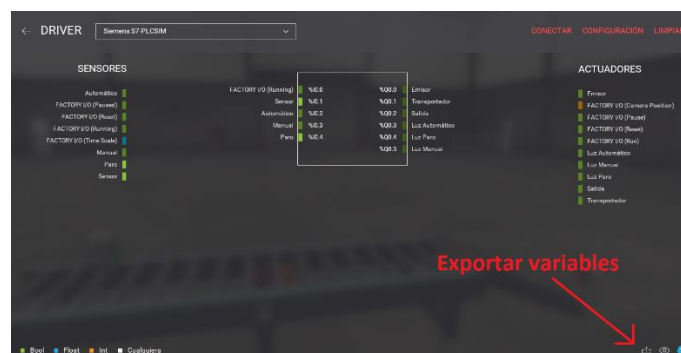 ← DRIVER Siemens S7-PLCSIM CONECTAR CONFIGURACIÓN LIMPIA
SENSORES
Automático
FACTORY I/O (Paused)
FACTORY I/O (Reset)
FACTORY I/O (Running)
FACTORY I/O (Time Scale)
Manual
Paro
Sensor
FACTORY I/O (Running) %I0.0 %Q0.0 Emisor
Sensor %I0.1 %Q0.1 Transportador
Automático %I0.2 %Q0.2 Salida
Manual %I0.3 %Q0.3 Luz Automático
Paro %I0.4 %Q0.4 Luz Paro
%Q0.5 Luz Manual
ACTUADORES
Emisor
FACTORY I/O (Camera Position)
FACTORY I/O (Pause)
FACTORY I/O (Reset)
FACTORY I/O (Run)
Luz Automático
Luz Manual
Luz Paro
Salida
Transportador
Exportar variables
Bool Float Int Cualquiera